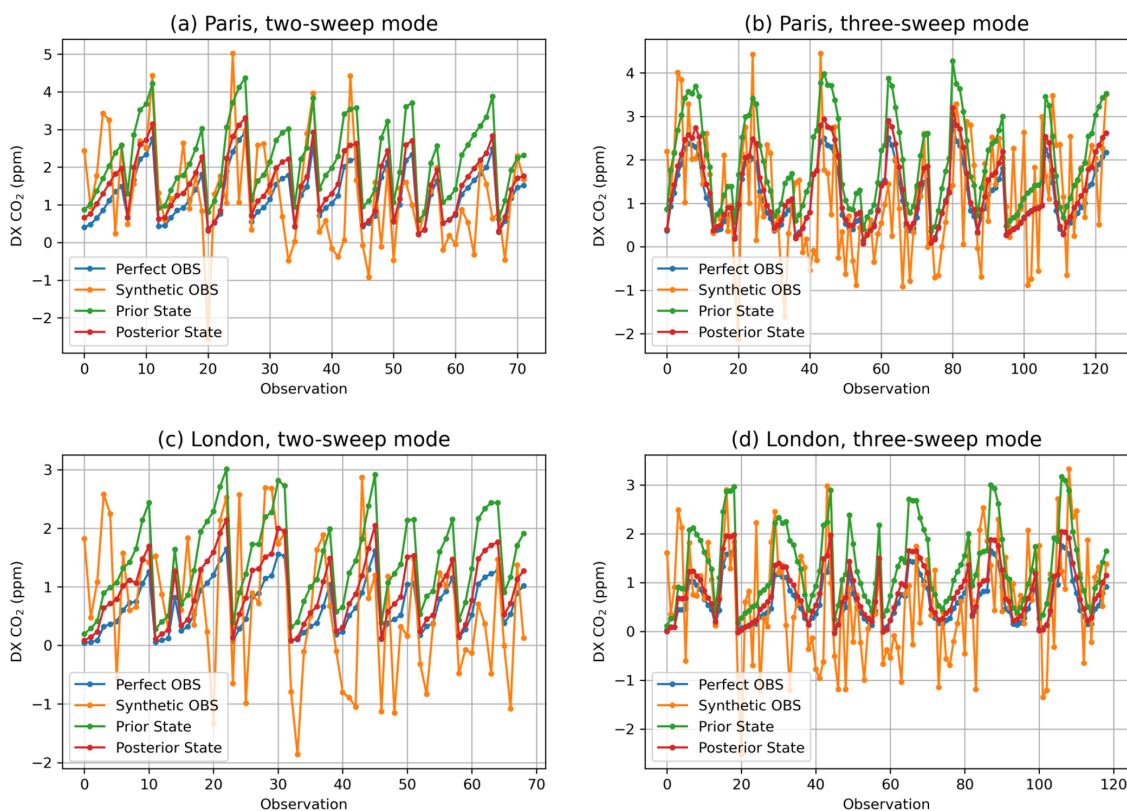 (a) Paris, two-sweep mode
5
4
3
2
1
0
−1
−2
DX CO₂ (ppm)
Perfect OBS
Synthetic OBS
Prior State
Posterior State
0 10 20 30 40 50 60 70
Observation
(b) Paris, three-sweep mode
4
3
2
1
0
−1
−2
DX CO₂ (ppm)
Perfect OBS
Synthetic OBS
Prior State
Posterior State
0 20 40 60 80 100 120
Observation
(c) London, two-sweep mode
3
2
1
0
−1
−2
DX CO₂ (ppm)
Perfect OBS
Synthetic OBS
Prior State
Posterior State
0 10 20 30 40 50 60 70
Observation
(d) London, three-sweep mode
3
2
1
0
−1
−2
DX CO₂ (ppm)
Perfect OBS
Synthetic OBS
Prior State
Posterior State
0 20 40 60 80 100 120
Observation